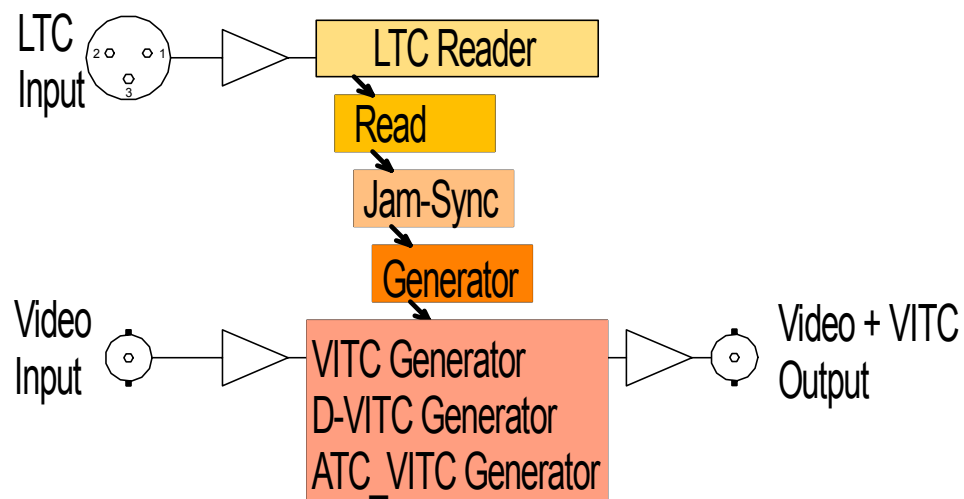 LTC
Input
2 1
3
LTC Reader
Read
Jam-Sync
Generator
Video
Input
VITC Generator
D-VITC Generator
ATC_VITC Generator
Video + VITC
Output